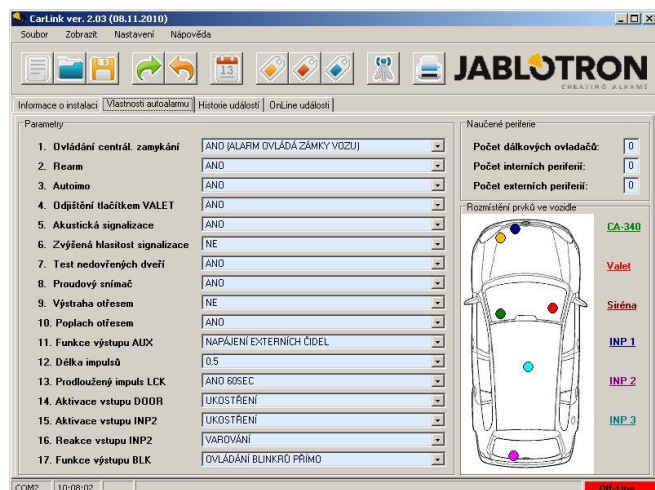 CarLink ver. 2.03 (08.11.2010)
Soubor Zobrazit Nastavení Nápověda
13
JABLOTRON
CREATING ALARMS
Informace o instalaci Vlastnosti autoalarmu Historie událostí OnLine události
Parametry
1. Ovládání centrál. zamykání ANO (ALARM OVLÁDÁ ZÁMKY VOZU)
2. Rearm ANO
3. Autoimo ANO
4. Odjištění tlačítkem VALET ANO
5. Akustická signalizace ANO
6. Zvýšená hlasitost signalizace NE
7. Test nedovřených dveří ANO
8. Proudový snímač ANO
9. Výstraha otřesem NE
10. Poplach otřesem ANO
11. Funkce výstupu AUX NAPÁJENÍ EXTERNÍCH ČIDEL
12. Délka impulsů 0,5
13. Prodloužený impuls LCK ANO 60SEC
14. Aktivace vstupu DOOR UKOSTŘENÍ
15. Aktivace vstupu INP2 UKOSTŘENÍ
16. Reakce vstupu INP2 VAROVÁNÍ
17. Funkce výstupu BLK OVLÁDÁNÍ BLINKRŮ PŘÍMO
Naučené periferie
Počet dálkových ovladačů: 0
Počet interních periferií: 0
Počet externích periferií: 0
Rozmístění prvků ve vozidle
CA-340
Valet
Siréna
INP 1
INP 2
INP 3
COM2 10:08:02 Off-Line